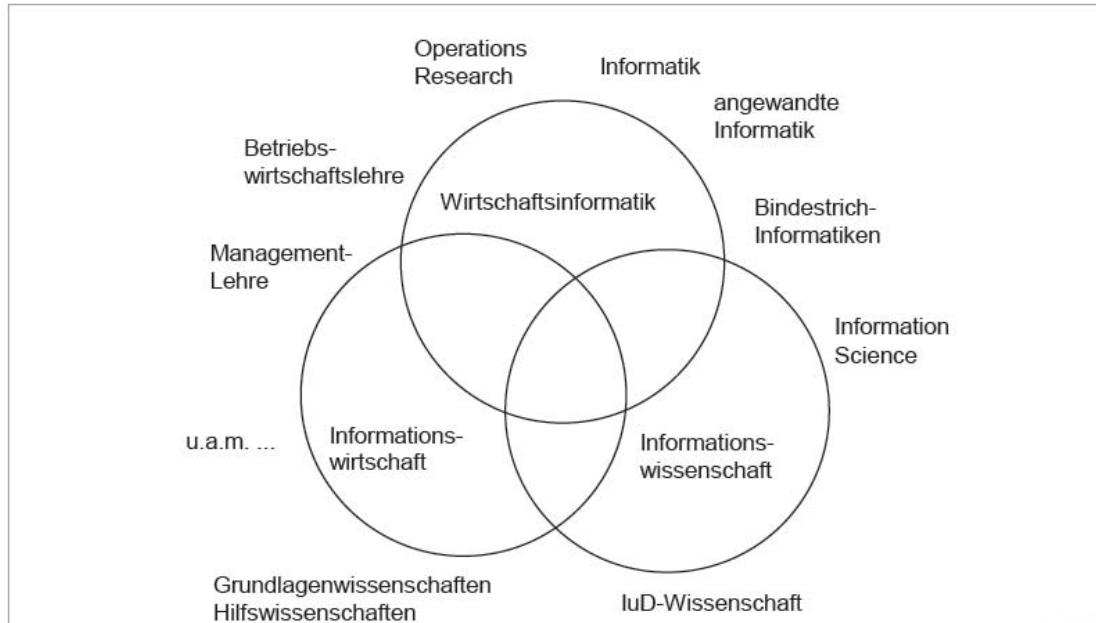 Operations
Research
Informatik
angewandte
Informatik
Betriebs-
wirtschaftslehre
Wirtschaftsinformatik
Bindestrich-
Informatiken
Management-
Lehre
Information
Science
u.a.m. ...
Informations-
wirtschaft
Informations-
wissenschaft
Grundlagenwissenschaften
Hilfswissenschaften
IuD-Wissenschaft